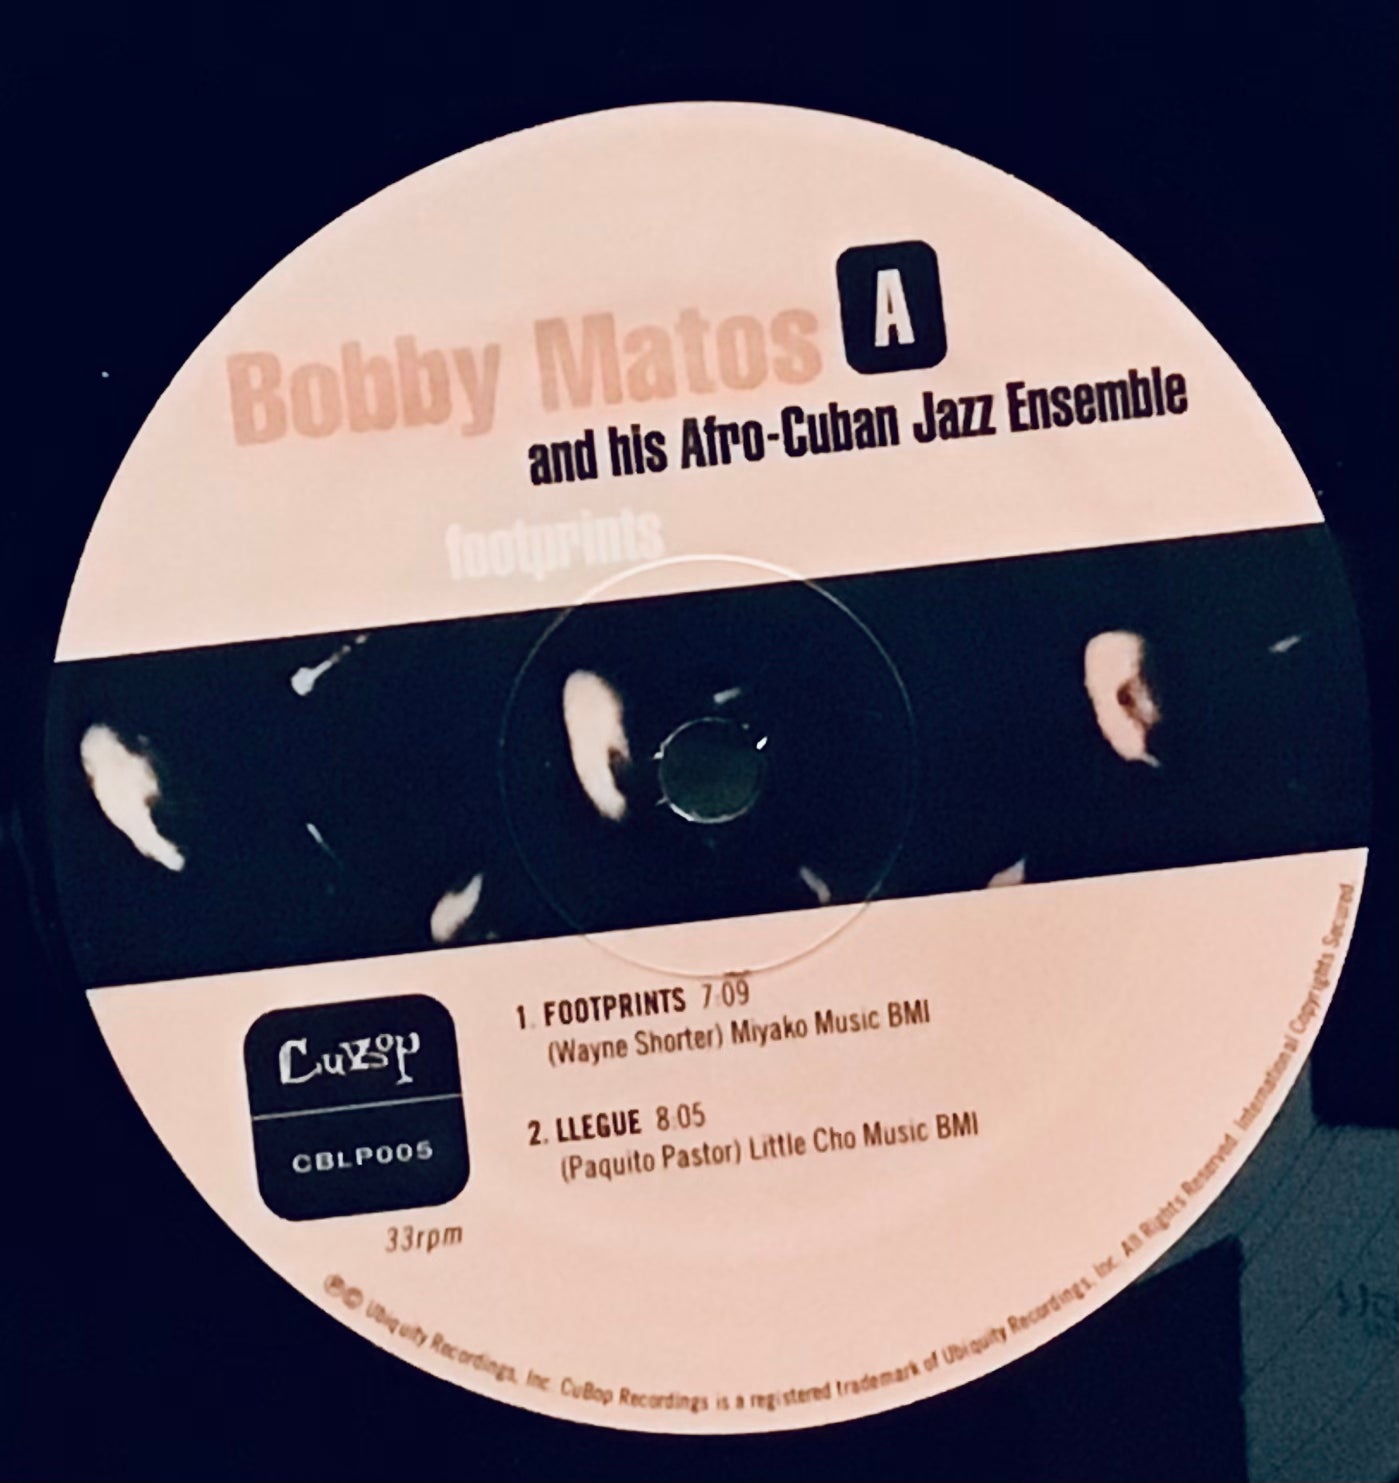 Bobby Matos
A
and his Afro-Cuban Jazz Ensemble
footprints
1. FOOTPRINTS 7:09
(Wayne Shorter) Miyako Music BMI
2. LLEGUE 8:05
(Paquito Pastor) Little Cho Music BMI
CuBop
CBLP005
33rpm
℗© Ubiquity Recordings, Inc. CuBop Recordings is a registered trademark of Ubiquity Recordings, Inc. All Rights Reserved. International Copyrights Secured